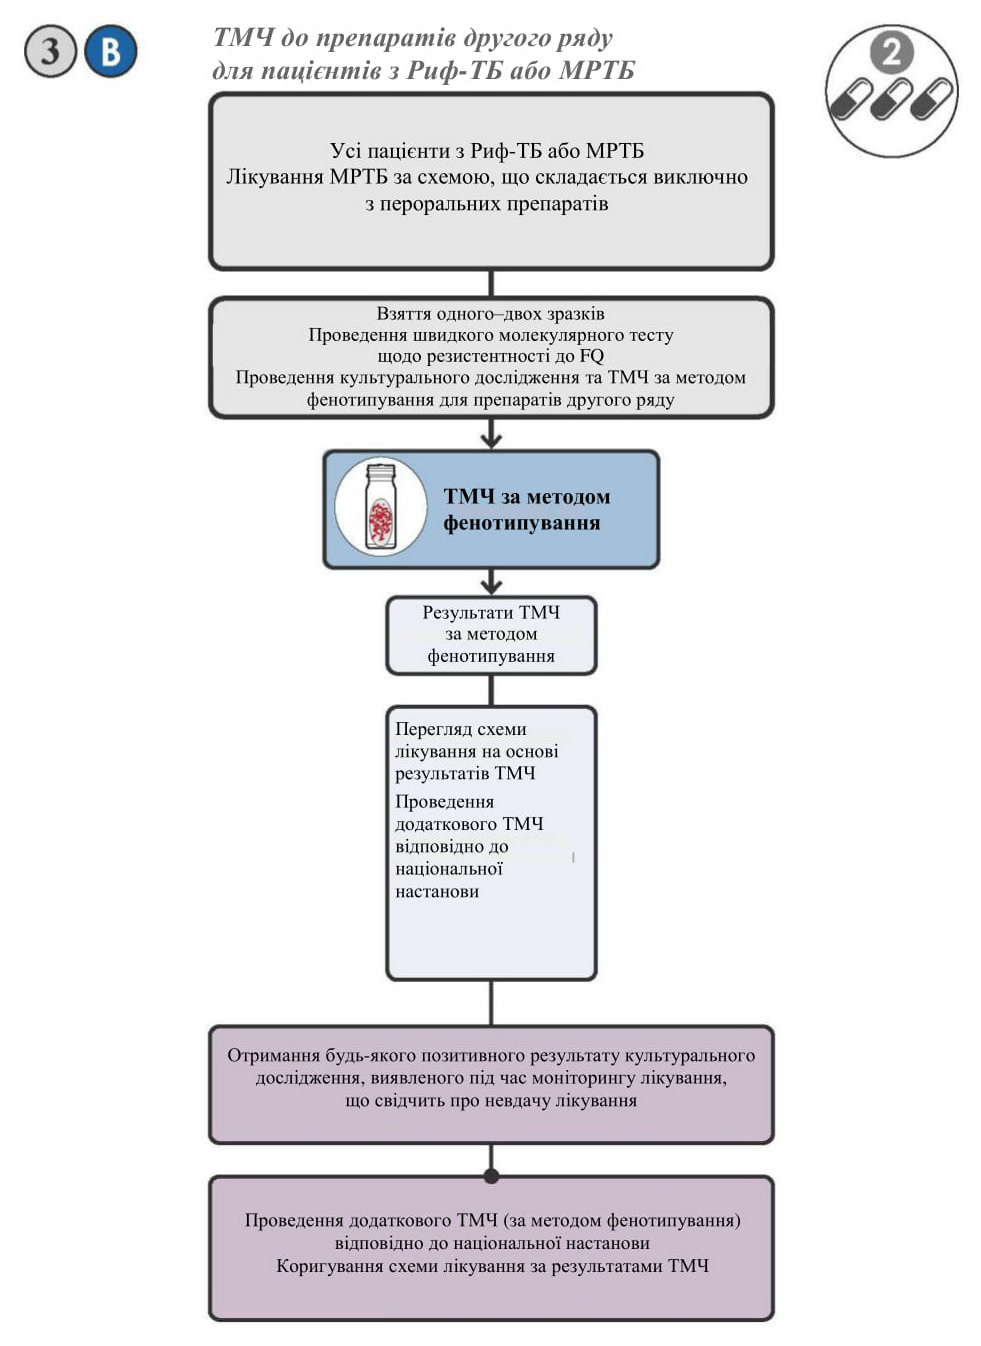 3 B
ТМЧ до препаратів другого ряду
для пацієнтів з Риф-ТБ або МРТБ
2
Усі пацієнти з Риф-ТБ або МРТБ
Лікування МРТБ за схемою, що складається виключно
з пероральних препаратів
Взяття одного–двох зразків
Проведення швидкого молекулярного тесту
щодо резистентності до FQ
Проведення культурального дослідження та ТМЧ за методом
фенотипування для препаратів другого ряду
ТМЧ за методом
фенотипування
Результати ТМЧ
за методом
фенотипування
Перегляд схеми
лікування на основі
результатів ТМЧ
Проведення
додаткового ТМЧ
відповідно до
національної
настанови
Отримання будь-якого позитивного результату культурального
дослідження, виявленого під час моніторингу лікування,
що свідчить про невдачу лікування
Проведення додаткового ТМЧ (за методом фенотипування)
відповідно до національної настанови
Коригування схеми лікування за результатами ТМЧ